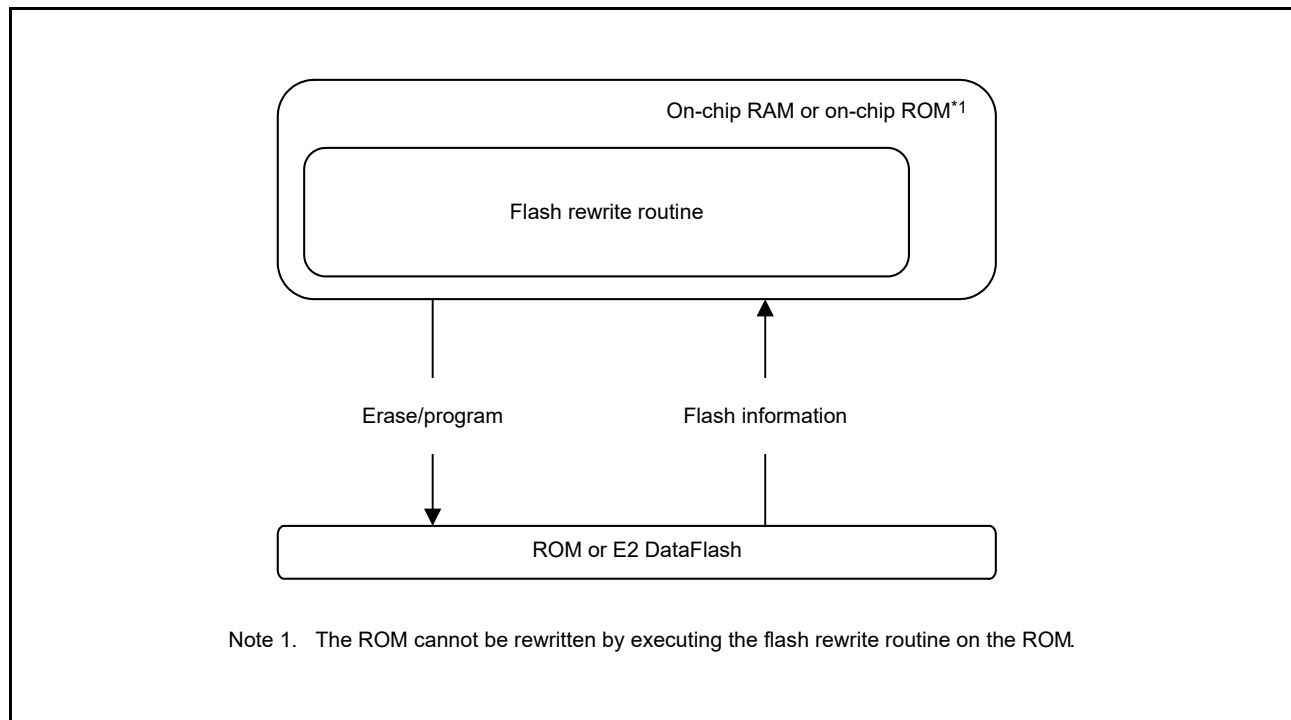 On-chip RAM or on-chip ROM*1
Flash rewrite routine
Erase/program
Flash information
ROM or E2 DataFlash
Note 1. The ROM cannot be rewritten by executing the flash rewrite routine on the ROM.